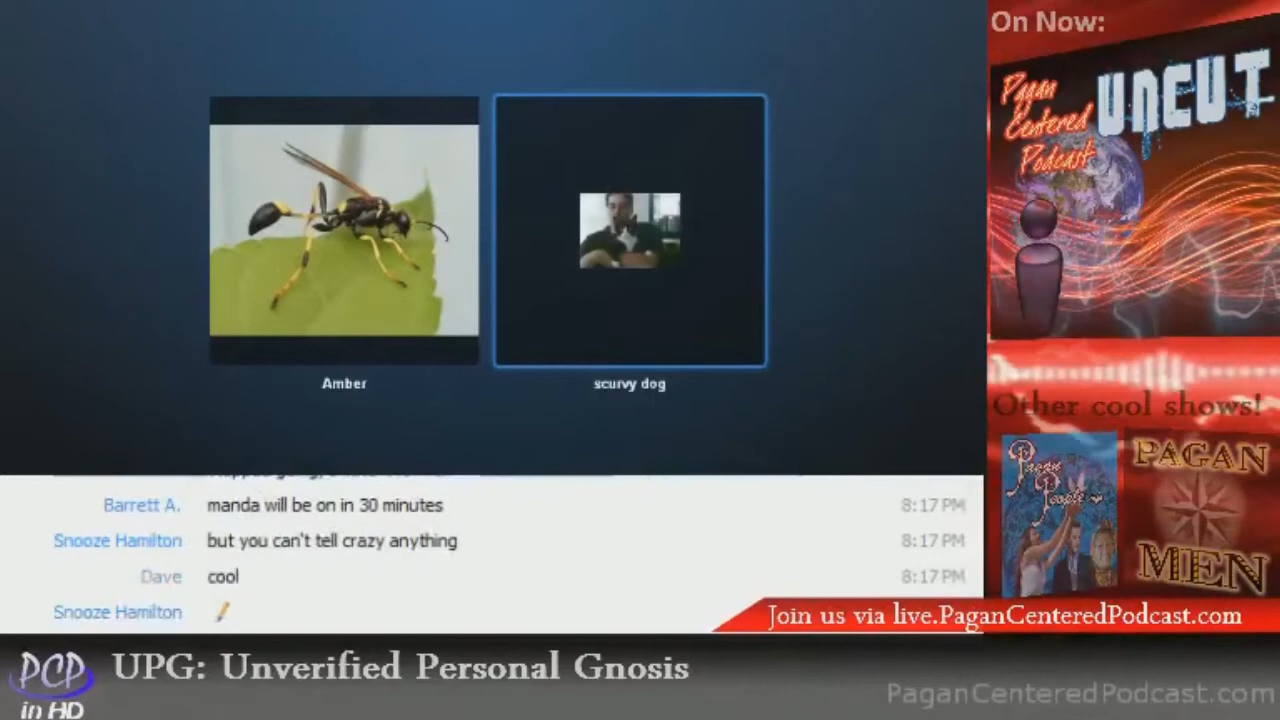 On Now:
Pagan
Centered
Podcast
UNCUT
Amber
scurvy dog
Other cool shows!
Pagan
People
PAGAN
MEN
Barrett A. manda will be on in 30 minutes 8:17 PM
Snooze Hamilton but you can't tell crazy anything 8:17 PM
Dave cool 8:17 PM
Snooze Hamilton
Join us via live.PaganCenteredPodcast.com
PCP
in HD
UPG: Unverified Personal Gnosis
PaganCenteredPodcast.com